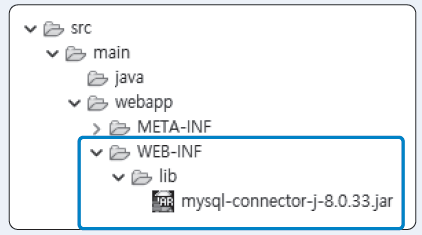 src
main
java
webapp
META-INF
WEB-INF
lib
JAR mysql-connector-j-8.0.33.jar